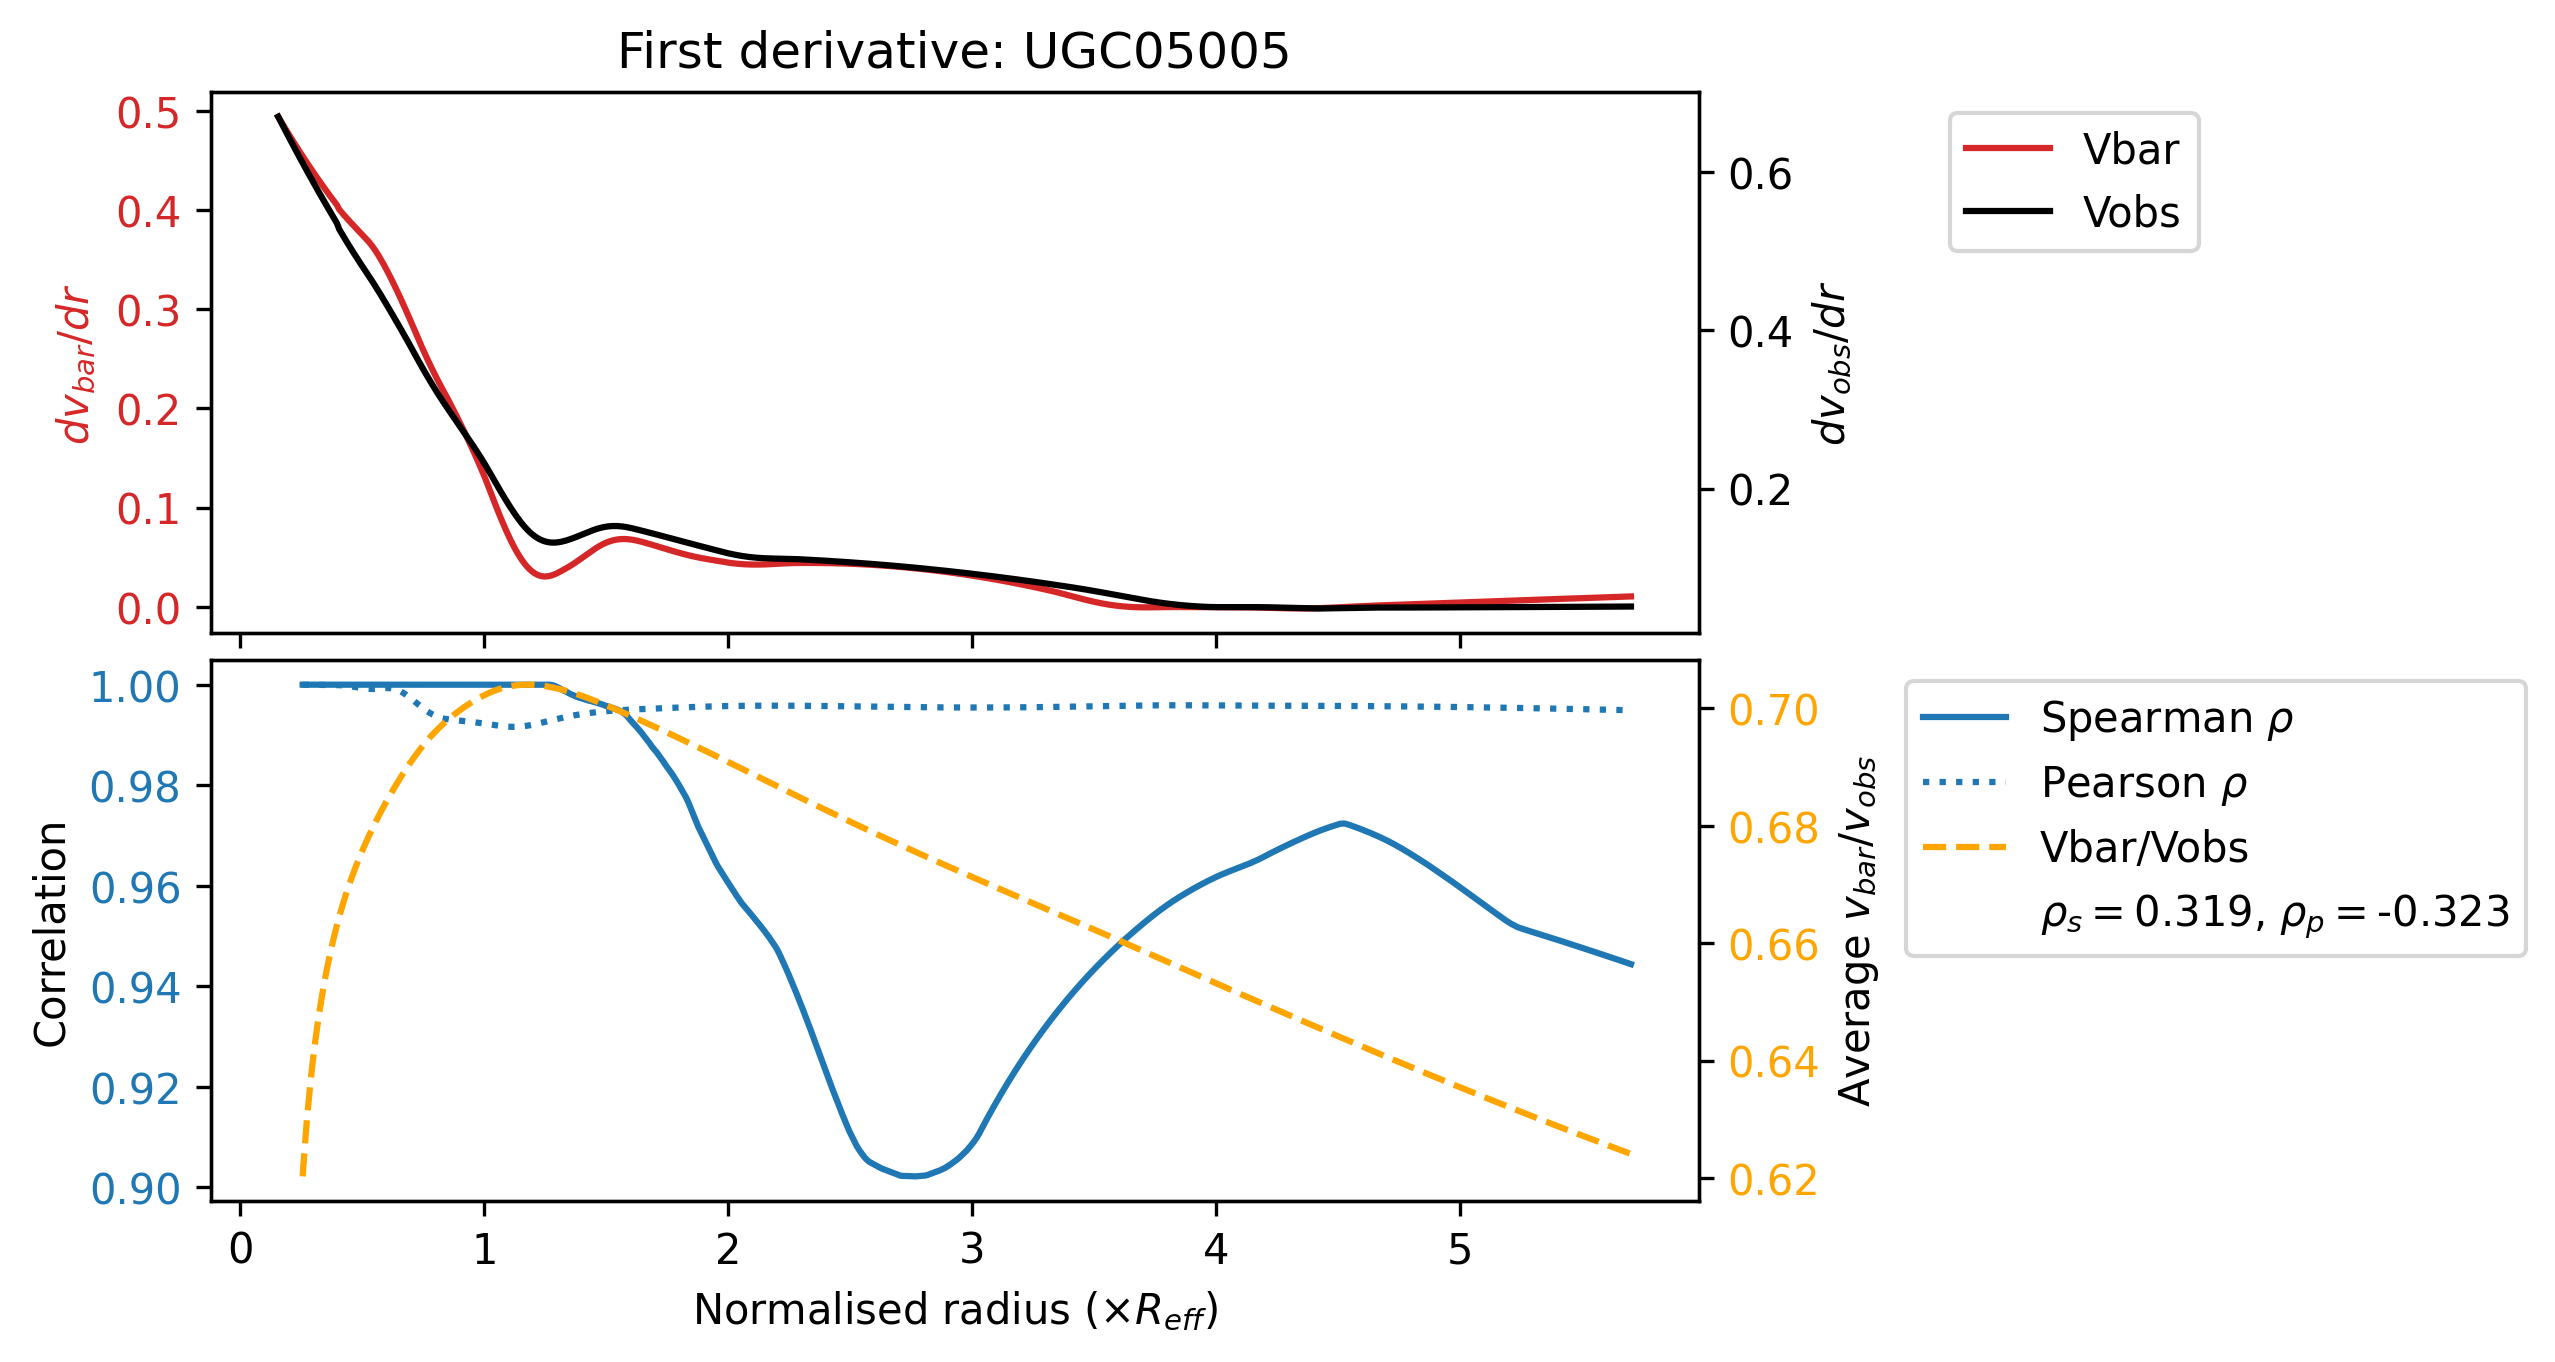 First derivative: UGC05005
0.5
0.4
0.3
0.2
0.1
0.0
dv_bar/dr
0.6
0.4
0.2
dv_obs/dr
Vbar
Vobs
1.00
0.98
0.96
0.94
0.92
0.90
Correlation
0.70
0.68
0.66
0.64
0.62
Average v_bar/v_obs
Spearman ρ
Pearson ρ
Vbar/Vobs
ρ_s = 0.319, ρ_p = -0.323
0 1 2 3 4 5
Normalised radius (×R_eff)